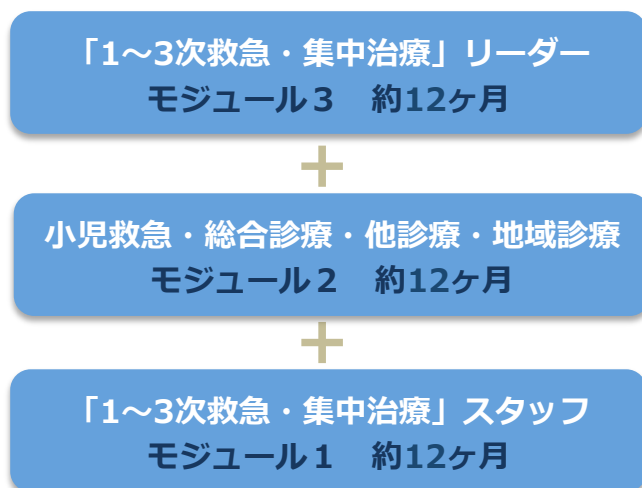 「1～3次救急・集中治療」リーダー
モジュール３　約12ヶ月
＋
小児救急・総合診療・他診療・地域診療
モジュール２　約12ヶ月
＋
「1～3次救急・集中治療」スタッフ
モジュール１　約12ヶ月